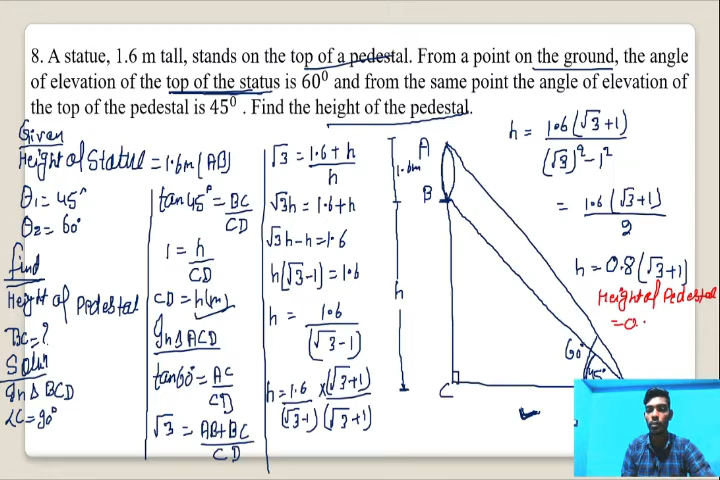 8. A statue, 1.6 m tall, stands on the top of a pedestal. From a point on the ground, the angle
of elevation of the top of the status is 60⁰ and from the same point the angle of elevation of
the top of the pedestal is 45⁰ . Find the height of the pedestal.
Given
Height of Statue = 1.6m (AB)
θ1 = 45°
θ2 = 60°
find
Height of Pedestal
BC = ?
Soln
In Δ BCD
∠C = 90°
tan45° = BC/CD
1 = h/CD
CD = h(m)
In Δ ACD
tan60° = AC/CD
√3 = AB+BC/CD
√3 = 1.6+h/h
√3h = 1.6+h
√3h-h = 1.6
h(√3-1) = 1.6
h = 1.6/(√3-1)
h = 1.6/(√3-1) × (√3+1)/(√3+1)
A
1.6m
B
h
C
60°
45°
h = 1.6(√3+1)/(√3)²-1²
= 1.6(√3+1)/2
h = 0.8(√3+1)
Height of Pedestal
= 0.